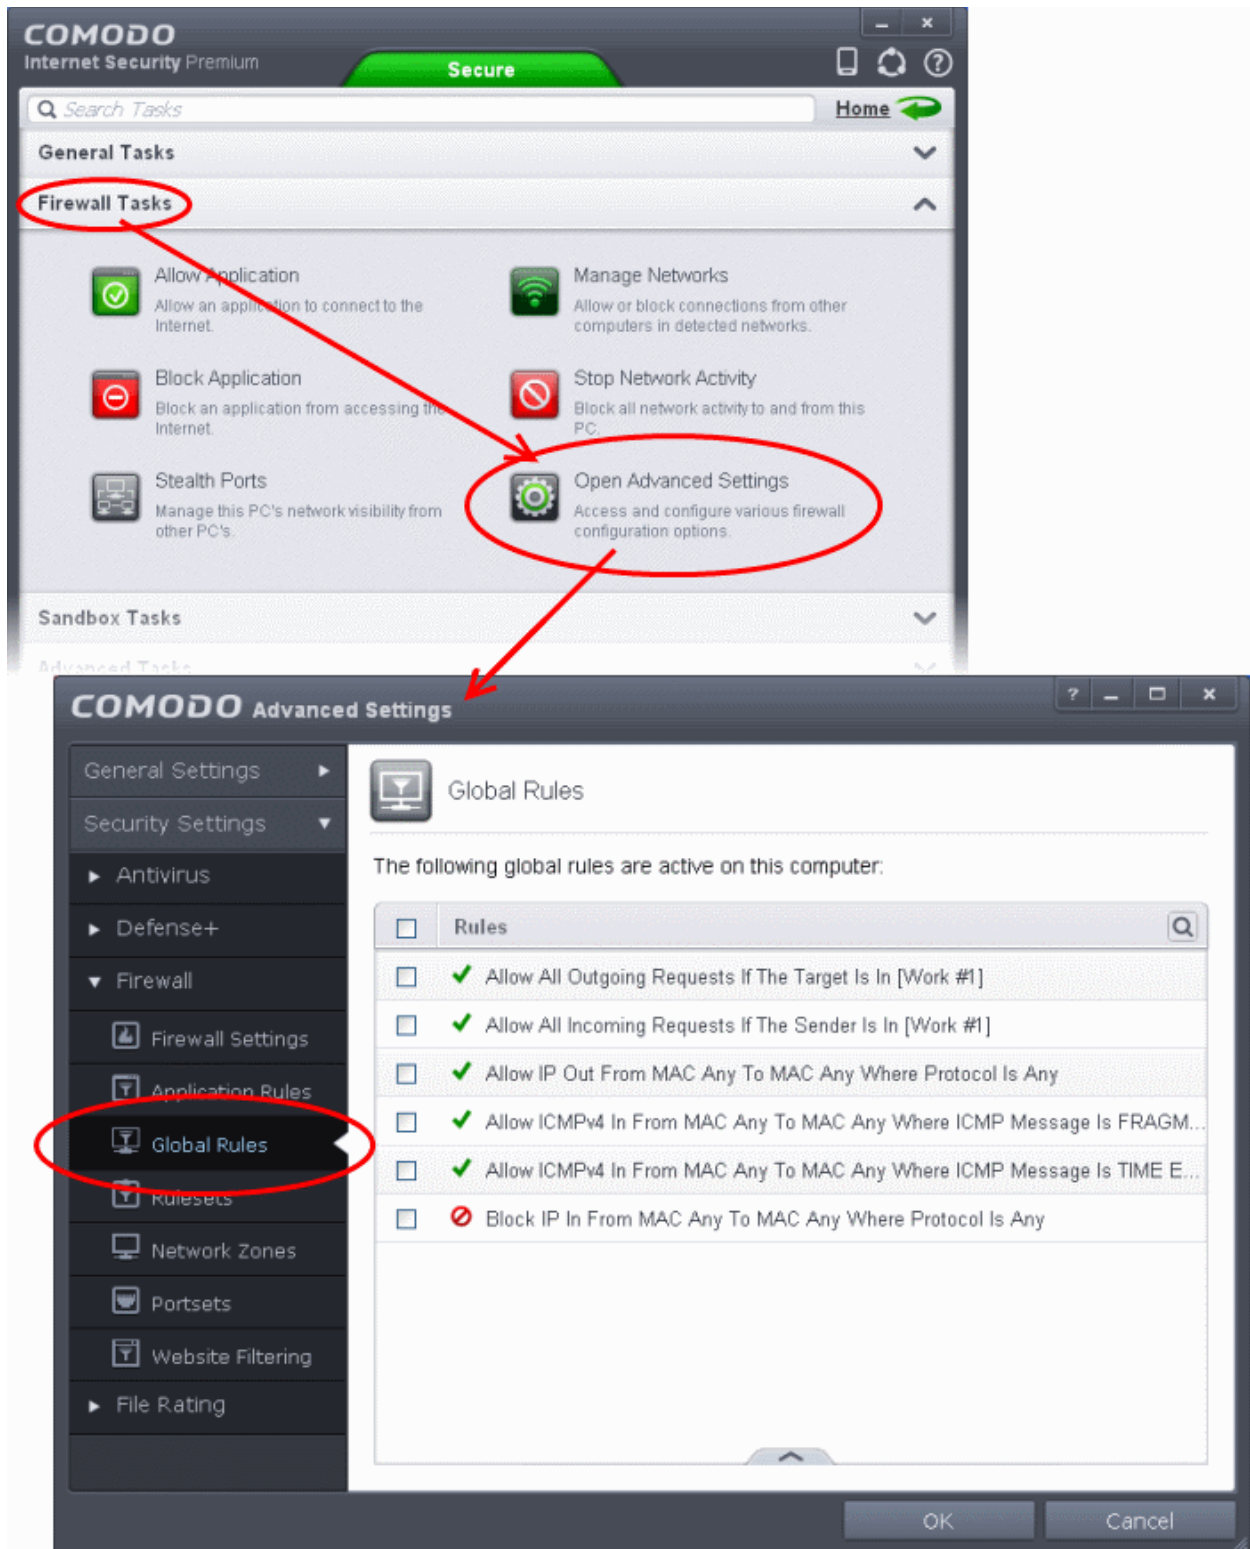 COMODO
Internet Security Premium
Secure
Search Tasks
Home
General Tasks
Firewall Tasks
Allow Application
Allow an application to connect to the
Internet.
Manage Networks
Allow or block connections from other
computers in detected networks.
Block Application
Block an application from accessing the
Internet.
Stop Network Activity
Block all network activity to and from this
PC.
Stealth Ports
Manage this PC's network visibility from
other PC's.
Open Advanced Settings
Access and configure various firewall
configuration options.
Sandbox Tasks
Advanced Tasks
COMODO Advanced Settings
General Settings
Security Settings
Antivirus
Defense+
Firewall
Firewall Settings
Application Rules
Global Rules
Rulesets
Network Zones
Portsets
Website Filtering
File Rating
Global Rules
The following global rules are active on this computer:
Rules
Allow All Outgoing Requests If The Target Is In [Work #1]
Allow All Incoming Requests If The Sender Is In [Work #1]
Allow IP Out From MAC Any To MAC Any Where Protocol Is Any
Allow ICMPv4 In From MAC Any To MAC Any Where ICMP Message Is FRAGM...
Allow ICMPv4 In From MAC Any To MAC Any Where ICMP Message Is TIME E...
Block IP In From MAC Any To MAC Any Where Protocol Is Any
OK
Cancel